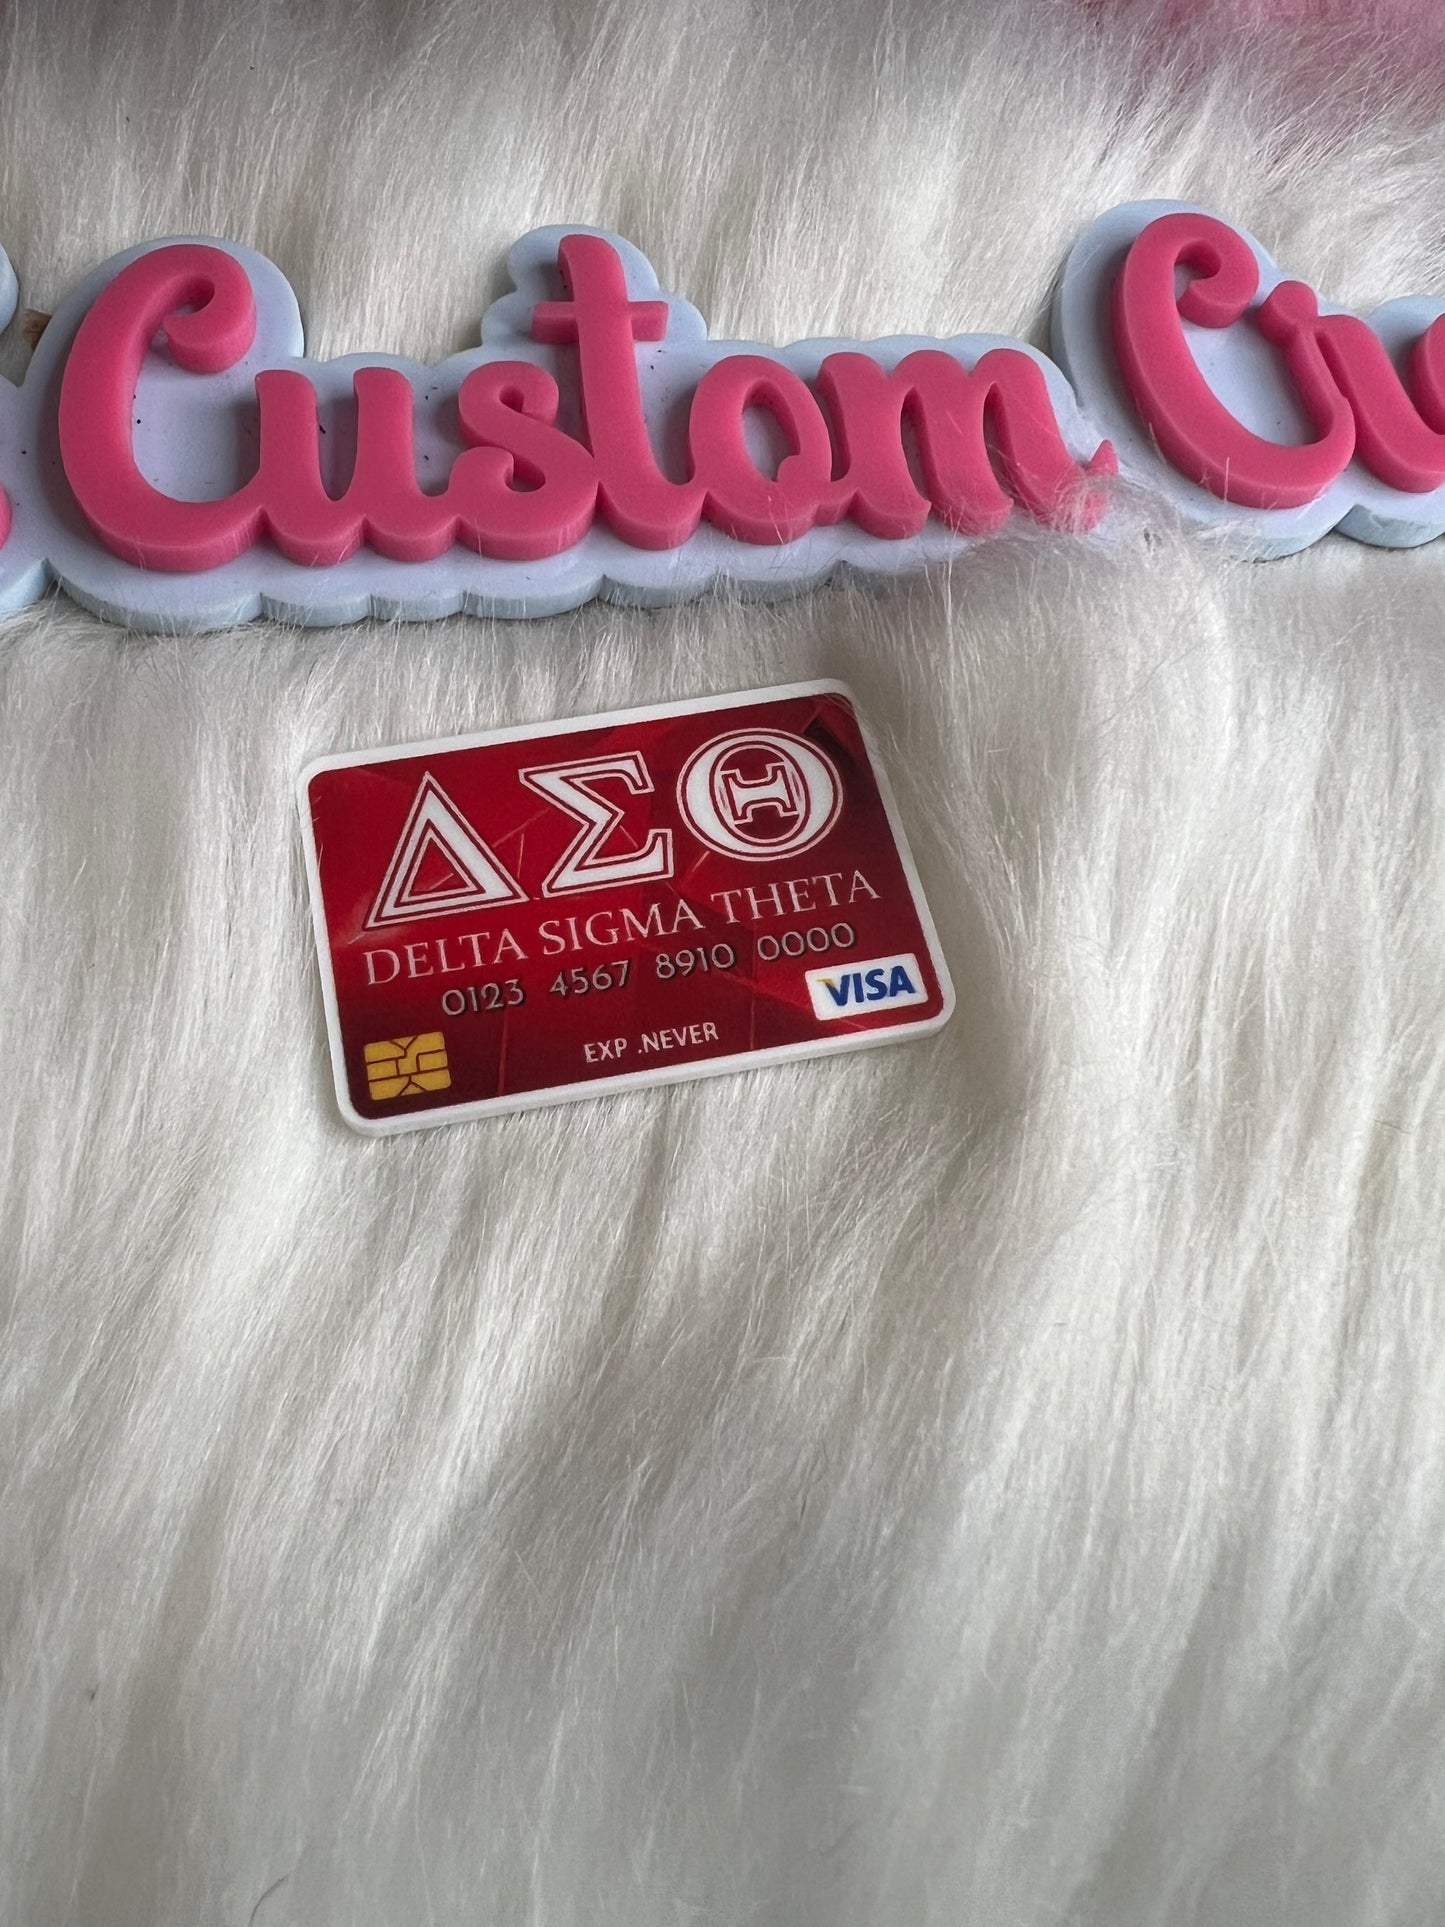 Custom Cr
ΔΣΘ
DELTA SIGMA THETA
0123 4567 8910 0000
VISA
EXP .NEVER